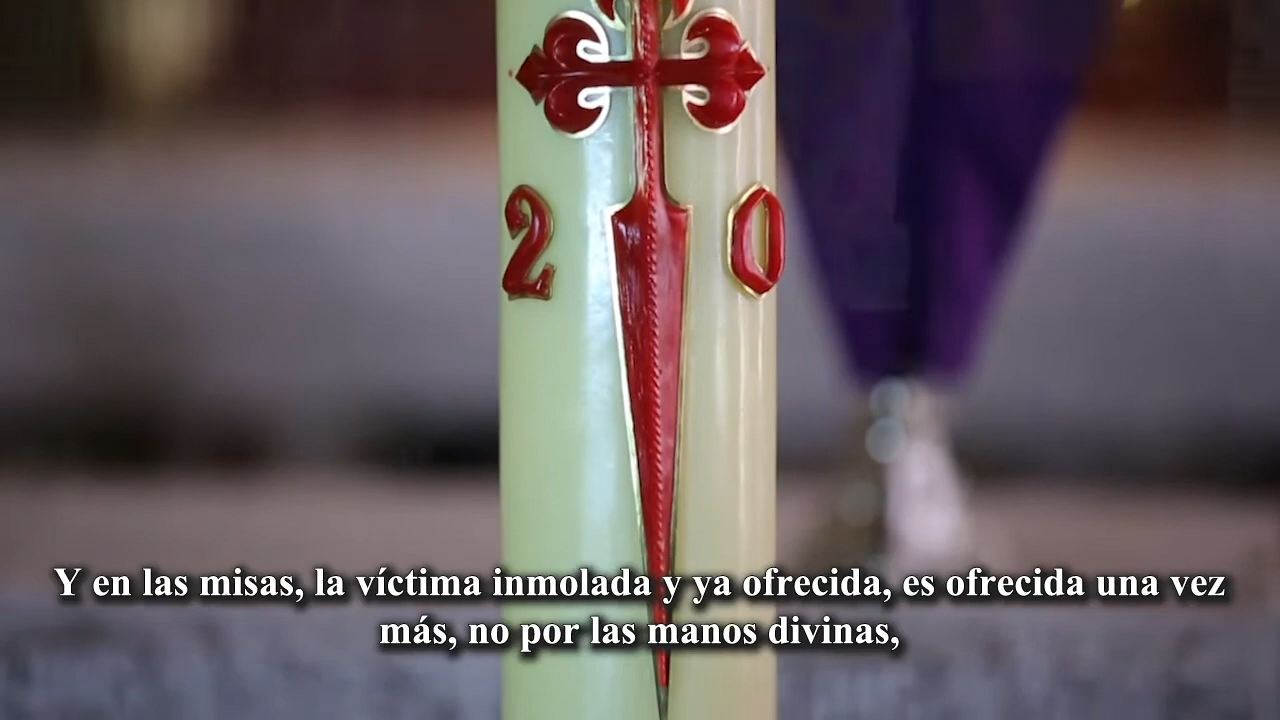 2 0
Y en las misas, la víctima inmolada y ya ofrecida, es ofrecida una vez
más, no por las manos divinas,